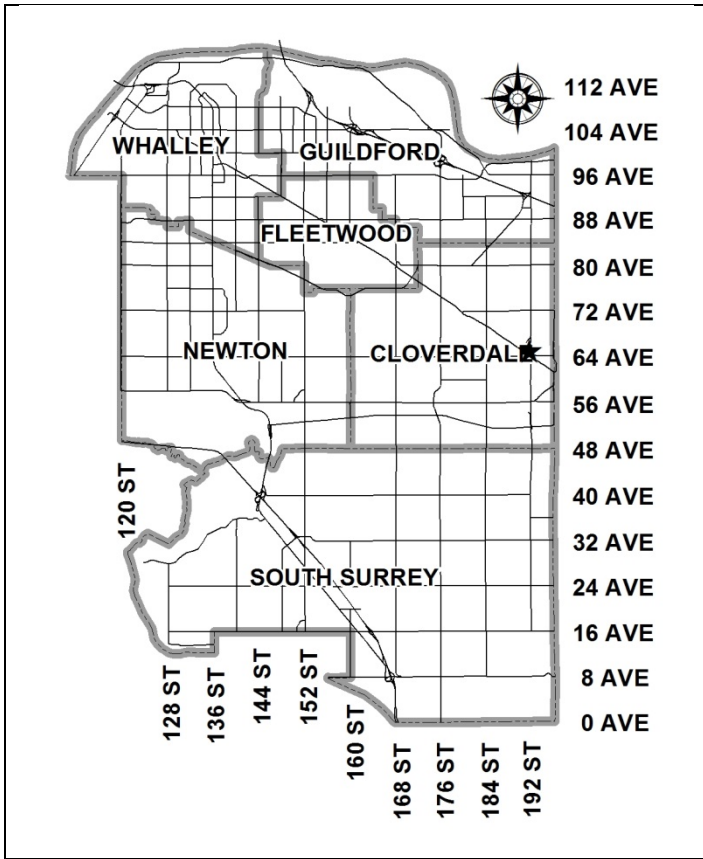 112 AVE
104 AVE
WHALLEY
GUILDFORD
96 AVE
88 AVE
FLEETWOOD
80 AVE
72 AVE
NEWTON
CLOVERDALE
64 AVE
56 AVE
48 AVE
120 ST
40 AVE
32 AVE
SOUTH SURREY
24 AVE
16 AVE
128 ST
136 ST
144 ST
152 ST
160 ST
8 AVE
0 AVE
168 ST
176 ST
184 ST
192 ST